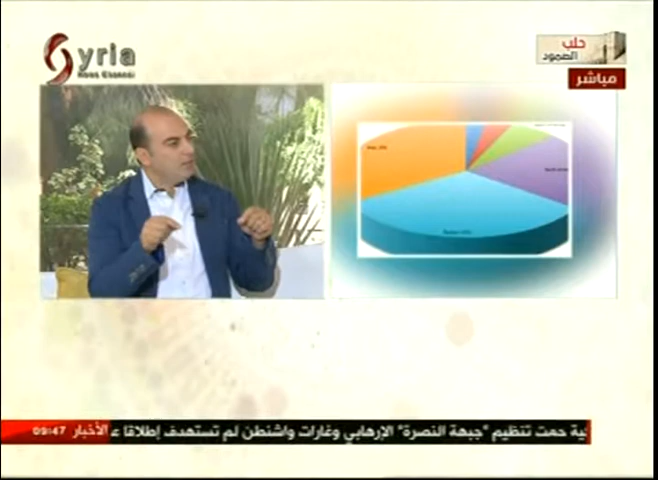 Syria
News Channel
حلب
الصمود
مباشر
ية حمت تنظيم "جبهة النصرة" الإرهابي وغارات واشنطن لم تستهدف إطلاقا ع
الأخبار 09:47